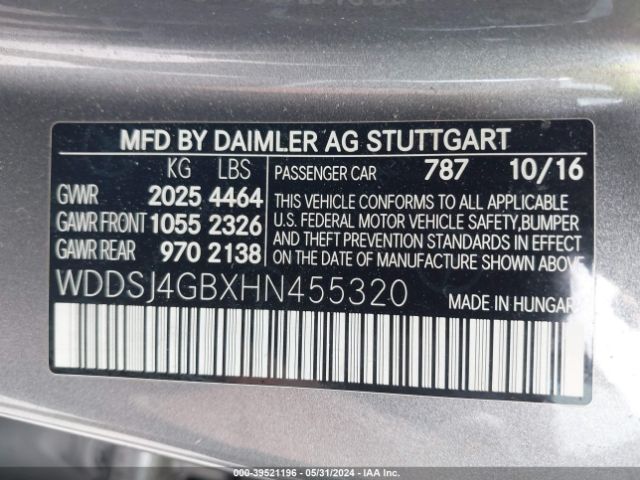 MFD BY DAIMLER AG STUTTGART
KG LBS
GVWR 2025 4464
GAWR FRONT 1055 2326
GAWR REAR 970 2138
PASSENGER CAR 787 10/16
THIS VEHICLE CONFORMS TO ALL APPLICABLE
U.S. FEDERAL MOTOR VEHICLE SAFETY,BUMPER
AND THEFT PREVENTION STANDARDS IN EFFECT
ON THE DATE OF MANUFACTURE SHOWN ABOVE
WDDSJ4GBXHN455320
MADE IN HUNGARY
© - 39521196 - 05/31/2024 - IAA Inc.